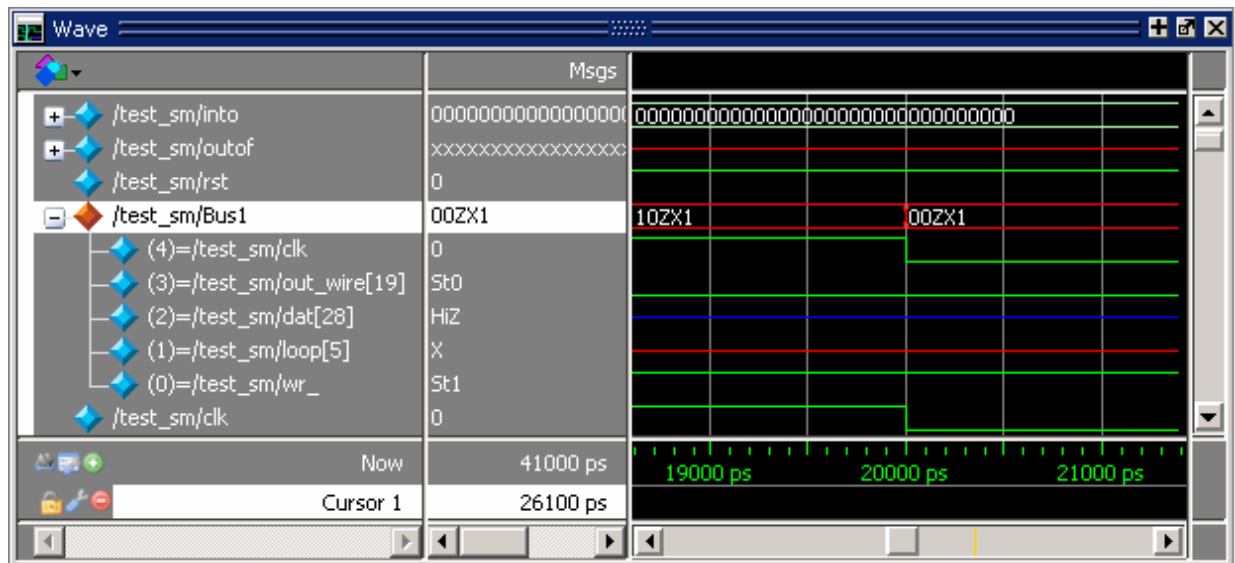 Wave
Msgs
/test_sm/into 0000000000000000 00000000000000000000000000000000
/test_sm/outof xxxxxxxxxxxxxxxx
/test_sm/rst 0
/test_sm/Bus1 00ZX1 10ZX1 00ZX1
(4)=/test_sm/clk 0
(3)=/test_sm/out_wire[19] St0
(2)=/test_sm/dat[28] HiZ
(1)=/test_sm/loop[5] X
(0)=/test_sm/wr_ St1
/test_sm/clk 0
Now 41000 ps 19000 ps 20000 ps 21000 ps
Cursor 1 26100 ps